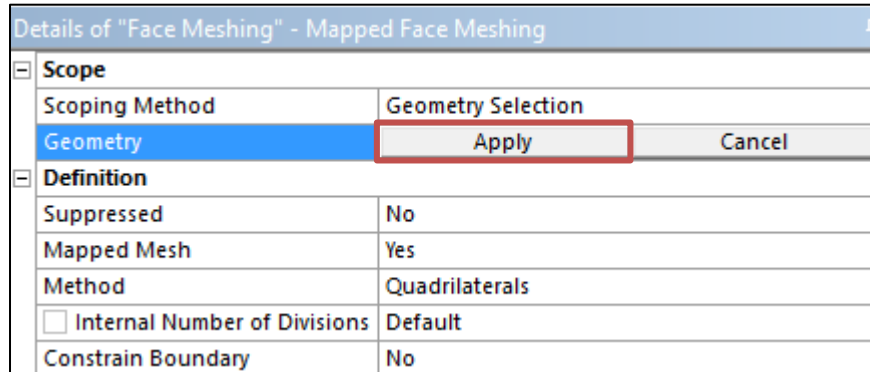 Details of "Face Meshing" - Mapped Face Meshing
Scope
Scoping Method Geometry Selection
Geometry Apply Cancel
Definition
Suppressed No
Mapped Mesh Yes
Method Quadrilaterals
Internal Number of Divisions Default
Constrain Boundary No